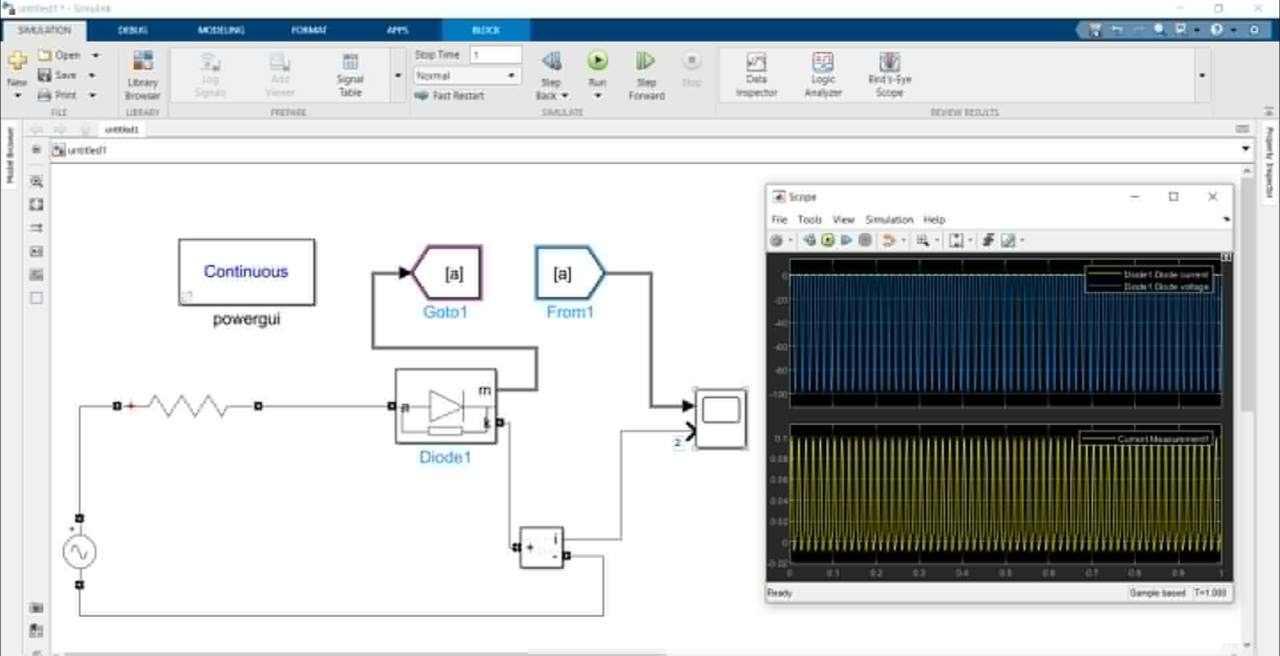 untitled1 * - Simulink
SIMULATION DEBUG MODELING FORMAT APPS BLOCK
New
Open
Save
Print
FILE
Library Browser
LIBRARY
Log Signals
Add Viewer
Signal Table
PREPARE
Stop Time 1
Normal
Fast Restart
Step Back
Run
Step Forward
Stop
SIMULATE
Data Inspector
Logic Analyzer
Bird's-Eye Scope
REVIEW RESULTS
Model Browser
untitled1
untitled1
Property Inspector
Continuous
powergui
[a]
Goto1
[a]
From1
m
a
k
Diode1
+
i
-
+
2
Scope
File Tools View Simulation Help
Diode1.Diode current
Diode1.Diode voltage
0
-20
-40
-60
-80
-100
Current Measurement1
0.1
0.08
0.06
0.04
0.02
0
-0.02
0 0.1 0.2 0.3 0.4 0.5 0.6 0.7 0.8 0.9 1
Ready
Sample based T=1.000